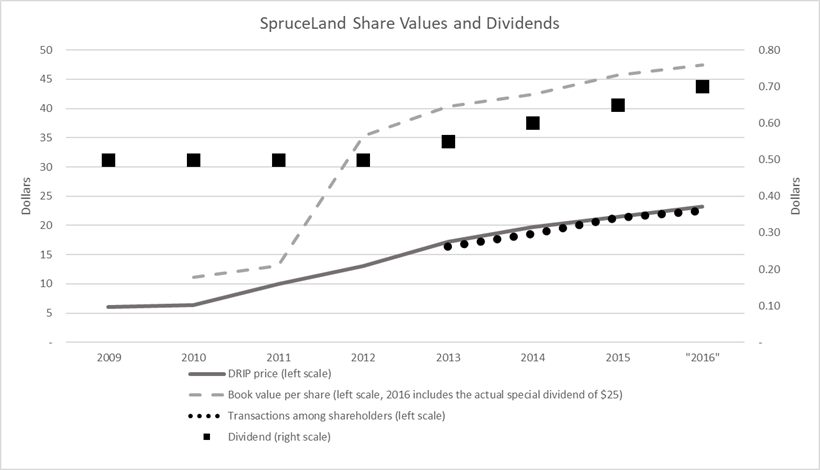 SpruceLand Share Values and Dividends
50
45
40
35
30
25
20
15
10
5
-
Dollars
0.80
0.70
0.60
0.50
0.40
0.30
0.20
0.10
-
Dollars
2009 2010 2011 2012 2013 2014 2015 "2016"
DRIP price (left scale)
Book value per share (left scale, 2016 includes the actual special dividend of $25)
Transactions among shareholders (left scale)
Dividend (right scale)